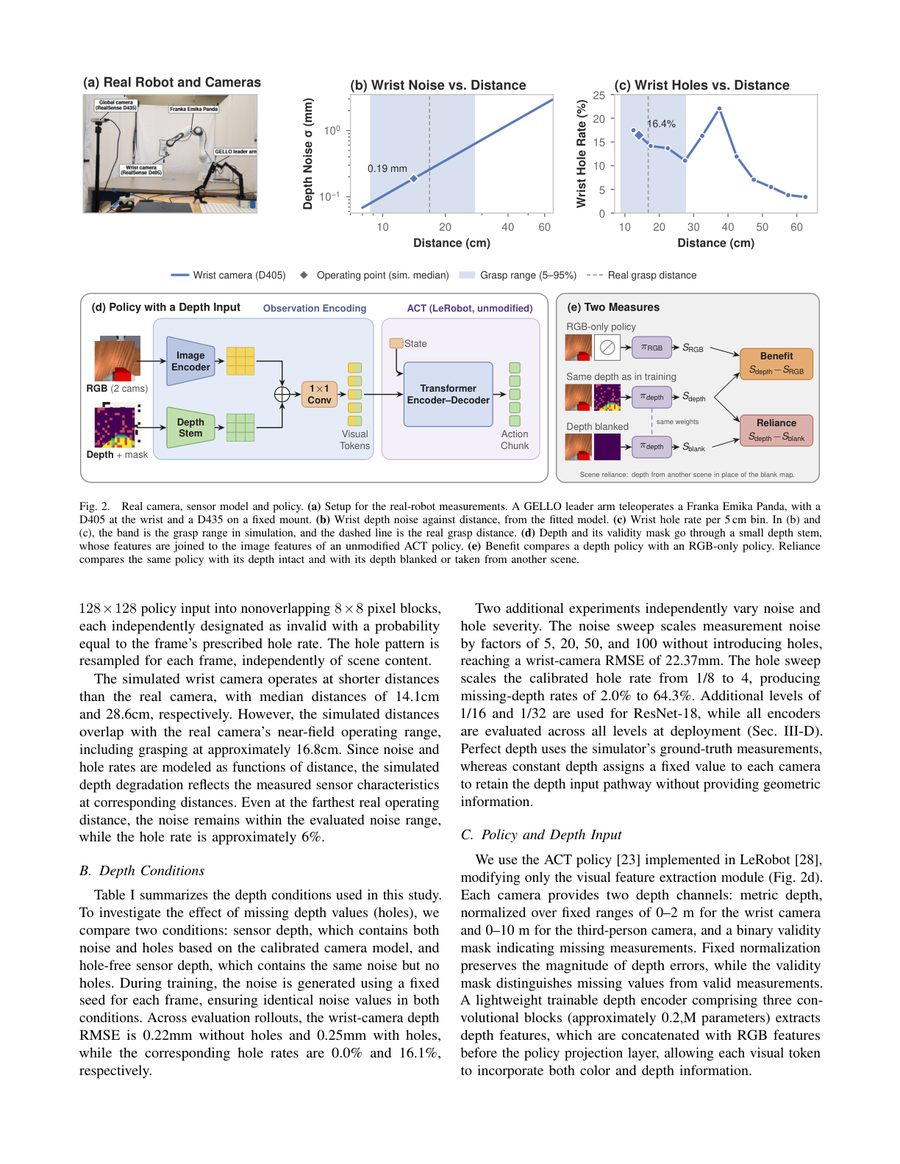 (a) Real Robot and Cameras
Global camera
(RealSense D435)
Franka Emika Panda
GELLO leader arm
Wrist camera
(RealSense D405)
(b) Wrist Noise vs. Distance
Depth Noise σ (mm)
10⁰
10⁻¹
0.19 mm
10 20 40 60
Distance (cm)
(c) Wrist Holes vs. Distance
Wrist Hole Rate (%)
25
20
15
10
5
0
16.4%
10 20 30 40 50 60
Distance (cm)
Wrist camera (D405) Operating point (sim. median) Grasp range (5–95%) Real grasp distance
(d) Policy with a Depth Input Observation Encoding ACT (LeRobot, unmodified)
RGB (2 cams)
Image
Encoder
Depth + mask
Depth
Stem
1×1
Conv
Visual
Tokens
State
Transformer
Encoder–Decoder
Action
Chunk
(e) Two Measures
RGB-only policy
πRGB SRGB
Same depth as in training
πdepth Sdepth
same weights
Depth blanked
πdepth Sblank
Benefit
Sdepth − SRGB
Reliance
Sdepth − Sblank
Scene reliance: depth from another scene in place of the blank map.
Fig. 2. Real camera, sensor model and policy. (a) Setup for the real-robot measurements. A GELLO leader arm teleoperates a Franka Emika Panda, with a
D405 at the wrist and a D435 on a fixed mount. (b) Wrist depth noise against distance, from the fitted model. (c) Wrist hole rate per 5 cm bin. In (b) and
(c), the band is the grasp range in simulation, and the dashed line is the real grasp distance. (d) Depth and its validity mask go through a small depth stem,
whose features are joined to the image features of an unmodified ACT policy. (e) Benefit compares a depth policy with an RGB-only policy. Reliance
compares the same policy with its depth intact and with its depth blanked or taken from another scene.
128×128 policy input into nonoverlapping 8×8 pixel blocks,
each independently designated as invalid with a probability
equal to the frame's prescribed hole rate. The hole pattern is
resampled for each frame, independently of scene content.
The simulated wrist camera operates at shorter distances
than the real camera, with median distances of 14.1cm
and 28.6cm, respectively. However, the simulated distances
overlap with the real camera's near-field operating range,
including grasping at approximately 16.8cm. Since noise and
hole rates are modeled as functions of distance, the simulated
depth degradation reflects the measured sensor characteristics
at corresponding distances. Even at the farthest real operating
distance, the noise remains within the evaluated noise range,
while the hole rate is approximately 6%.
B. Depth Conditions
Table I summarizes the depth conditions used in this study.
To investigate the effect of missing depth values (holes), we
compare two conditions: sensor depth, which contains both
noise and holes based on the calibrated camera model, and
hole-free sensor depth, which contains the same noise but no
holes. During training, the noise is generated using a fixed
seed for each frame, ensuring identical noise values in both
conditions. Across evaluation rollouts, the wrist-camera depth
RMSE is 0.22mm without holes and 0.25mm with holes,
while the corresponding hole rates are 0.0% and 16.1%,
respectively.
Two additional experiments independently vary noise and
hole severity. The noise sweep scales measurement noise
by factors of 5, 20, 50, and 100 without introducing holes,
reaching a wrist-camera RMSE of 22.37mm. The hole sweep
scales the calibrated hole rate from 1/8 to 4, producing
missing-depth rates of 2.0% to 64.3%. Additional levels of
1/16 and 1/32 are used for ResNet-18, while all encoders
are evaluated across all levels at deployment (Sec. III-D).
Perfect depth uses the simulator's ground-truth measurements,
whereas constant depth assigns a fixed value to each camera
to retain the depth input pathway without providing geometric
information.
C. Policy and Depth Input
We use the ACT policy [23] implemented in LeRobot [28],
modifying only the visual feature extraction module (Fig. 2d).
Each camera provides two depth channels: metric depth,
normalized over fixed ranges of 0–2 m for the wrist camera
and 0–10 m for the third-person camera, and a binary validity
mask indicating missing measurements. Fixed normalization
preserves the magnitude of depth errors, while the validity
mask distinguishes missing values from valid measurements.
A lightweight trainable depth encoder comprising three con-
volutional blocks (approximately 0.2,M parameters) extracts
depth features, which are concatenated with RGB features
before the policy projection layer, allowing each visual token
to incorporate both color and depth information.